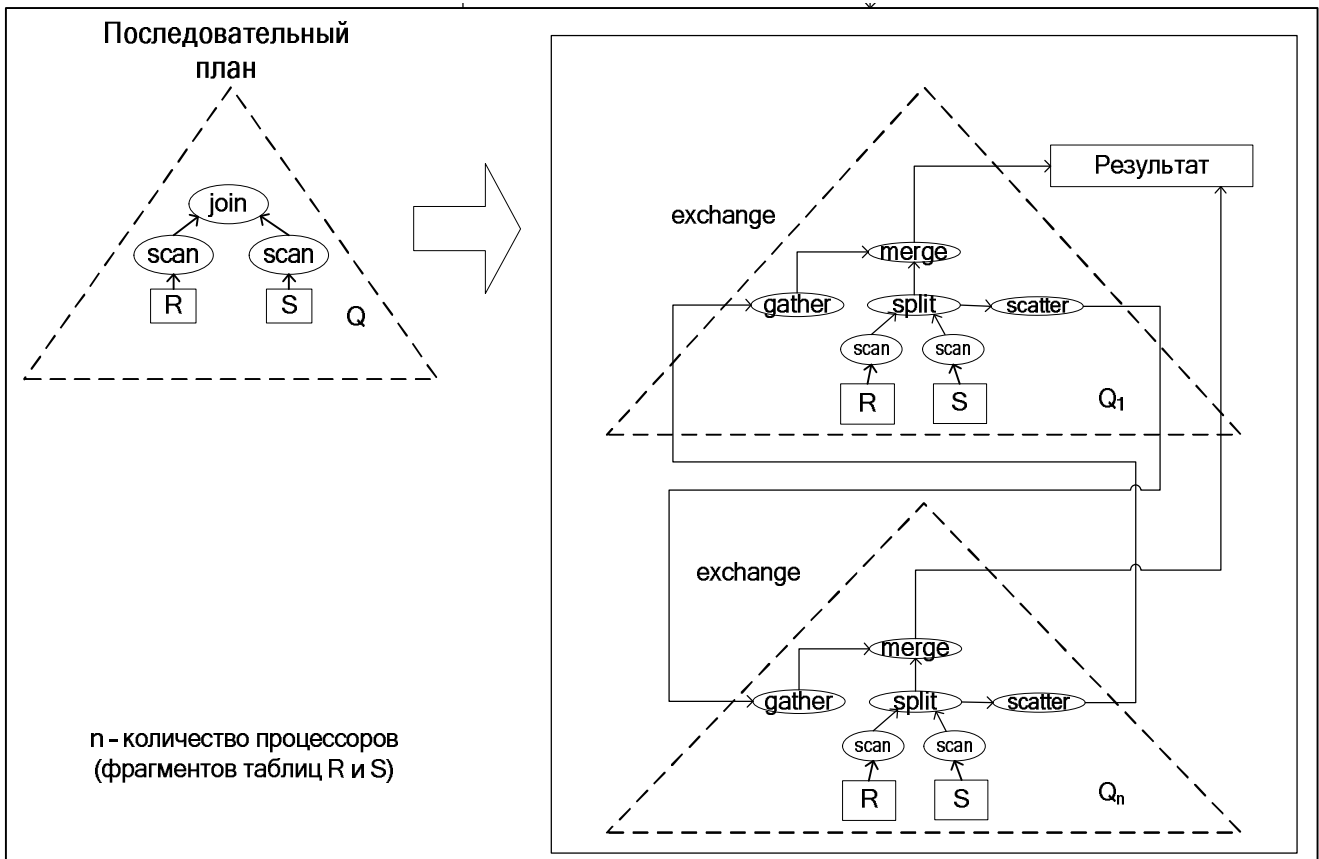 Последовательный
план
join
scan
scan
R
S
Q
exchange
Результат
merge
gather
split
scatter
scan
scan
R
S
Q1
exchange
merge
gather
split
scatter
scan
scan
R
S
Qn
n - количество процессоров
(фрагментов таблиц R и S)